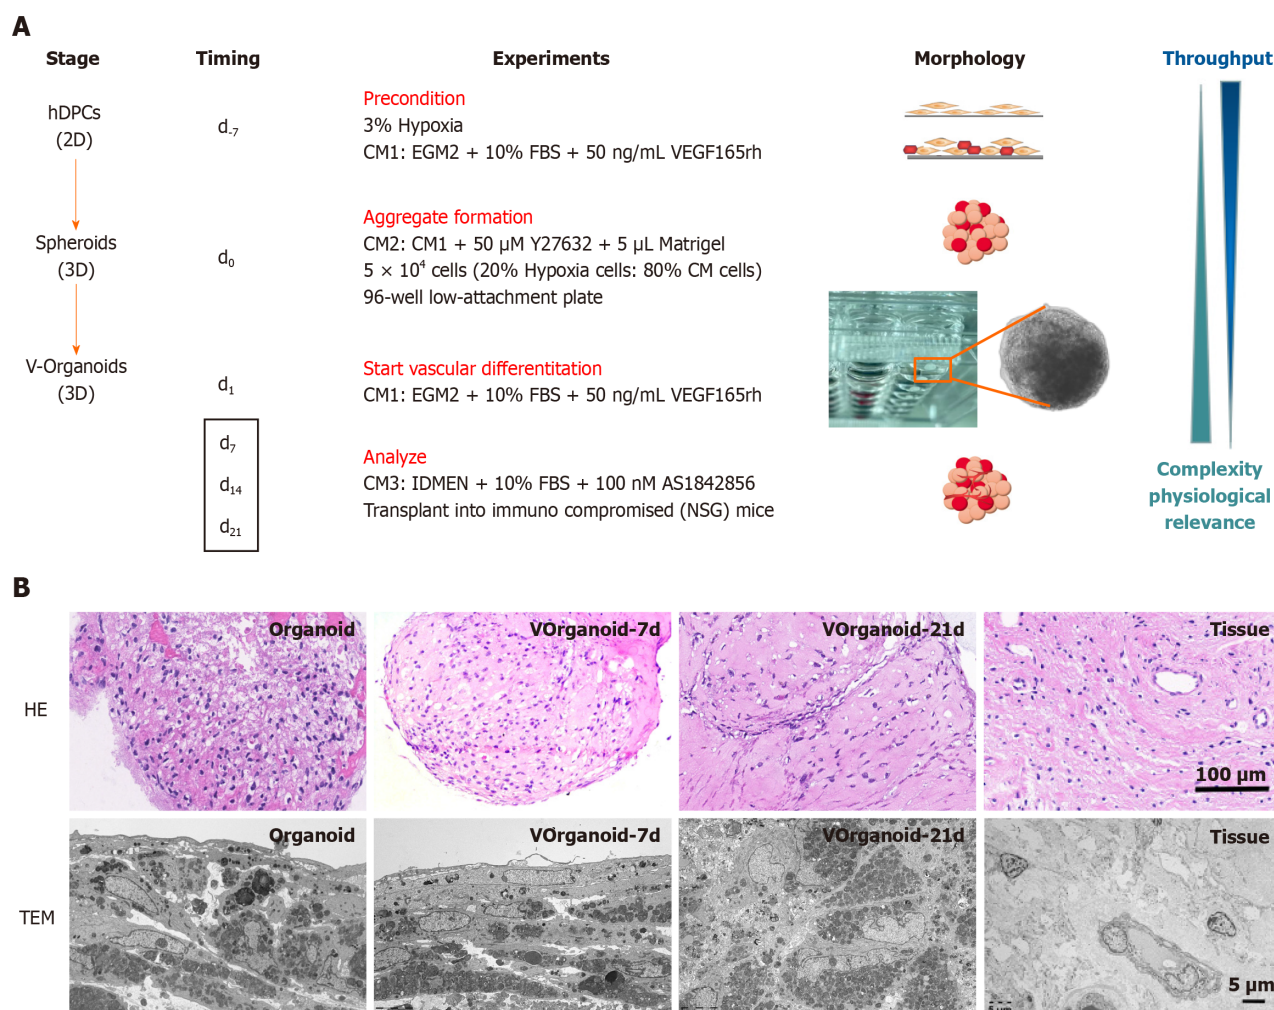 A
Stage Timing Experiments Morphology Throughput
hDPCs
(2D)
d-7
Precondition
3% Hypoxia
CM1: EGM2 + 10% FBS + 50 ng/mL VEGF165rh
Spheroids
(3D)
d0
Aggregate formation
CM2: CM1 + 50 µM Y27632 + 5 µL Matrigel
5 × 10⁴ cells (20% Hypoxia cells: 80% CM cells)
96-well low-attachment plate
V-Organoids
(3D)
d1
Start vascular differentitation
CM1: EGM2 + 10% FBS + 50 ng/mL VEGF165rh
d7
d14
d21
Analyze
CM3: IDMEN + 10% FBS + 100 nM AS1842856
Transplant into immuno compromised (NSG) mice
Complexity
physiological
relevance
B
HE
Organoid
VOrganoid-7d
VOrganoid-21d
Tissue
100 µm
TEM
Organoid
VOrganoid-7d
VOrganoid-21d
Tissue
5 µm